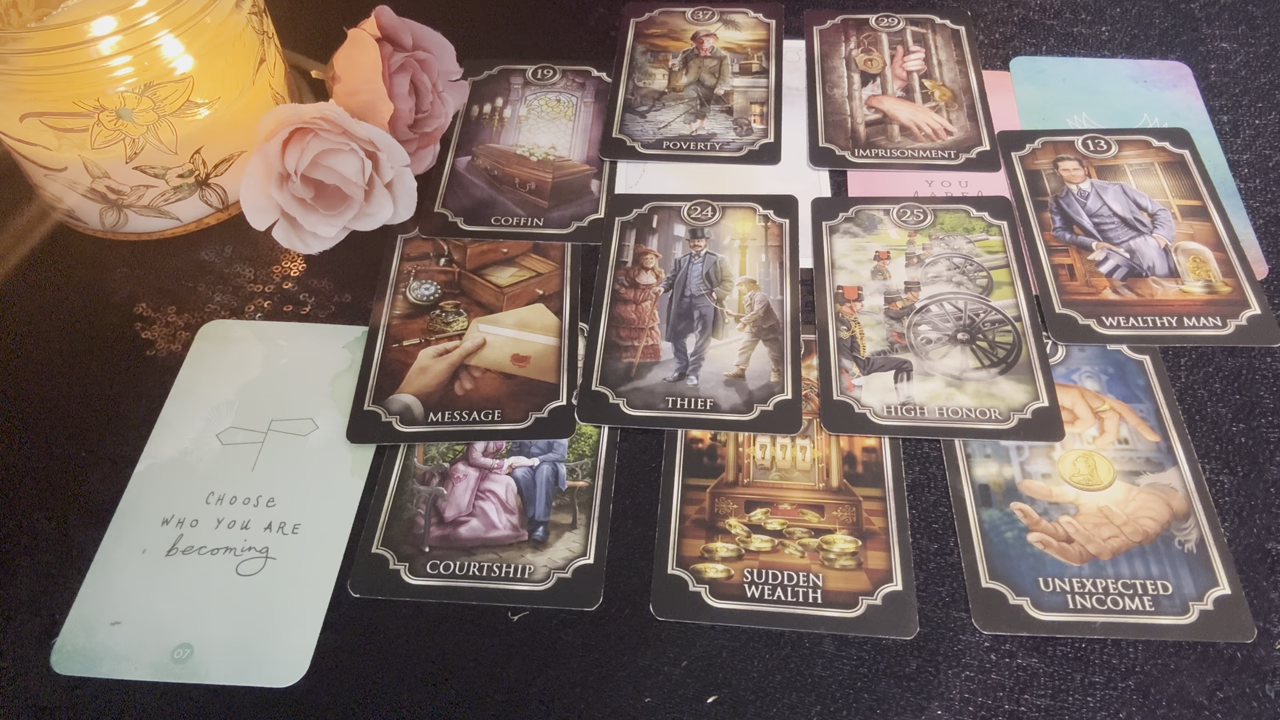 37
POVERTY
29
IMPRISONMENT
19
COFFIN
13
WEALTHY MAN
YOU
ARE
24
THIEF
25
HIGH HONOR
MESSAGE
777
CHOOSE
WHO YOU ARE
becoming
07
COURTSHIP
SUDDEN
WEALTH
UNEXPECTED
INCOME